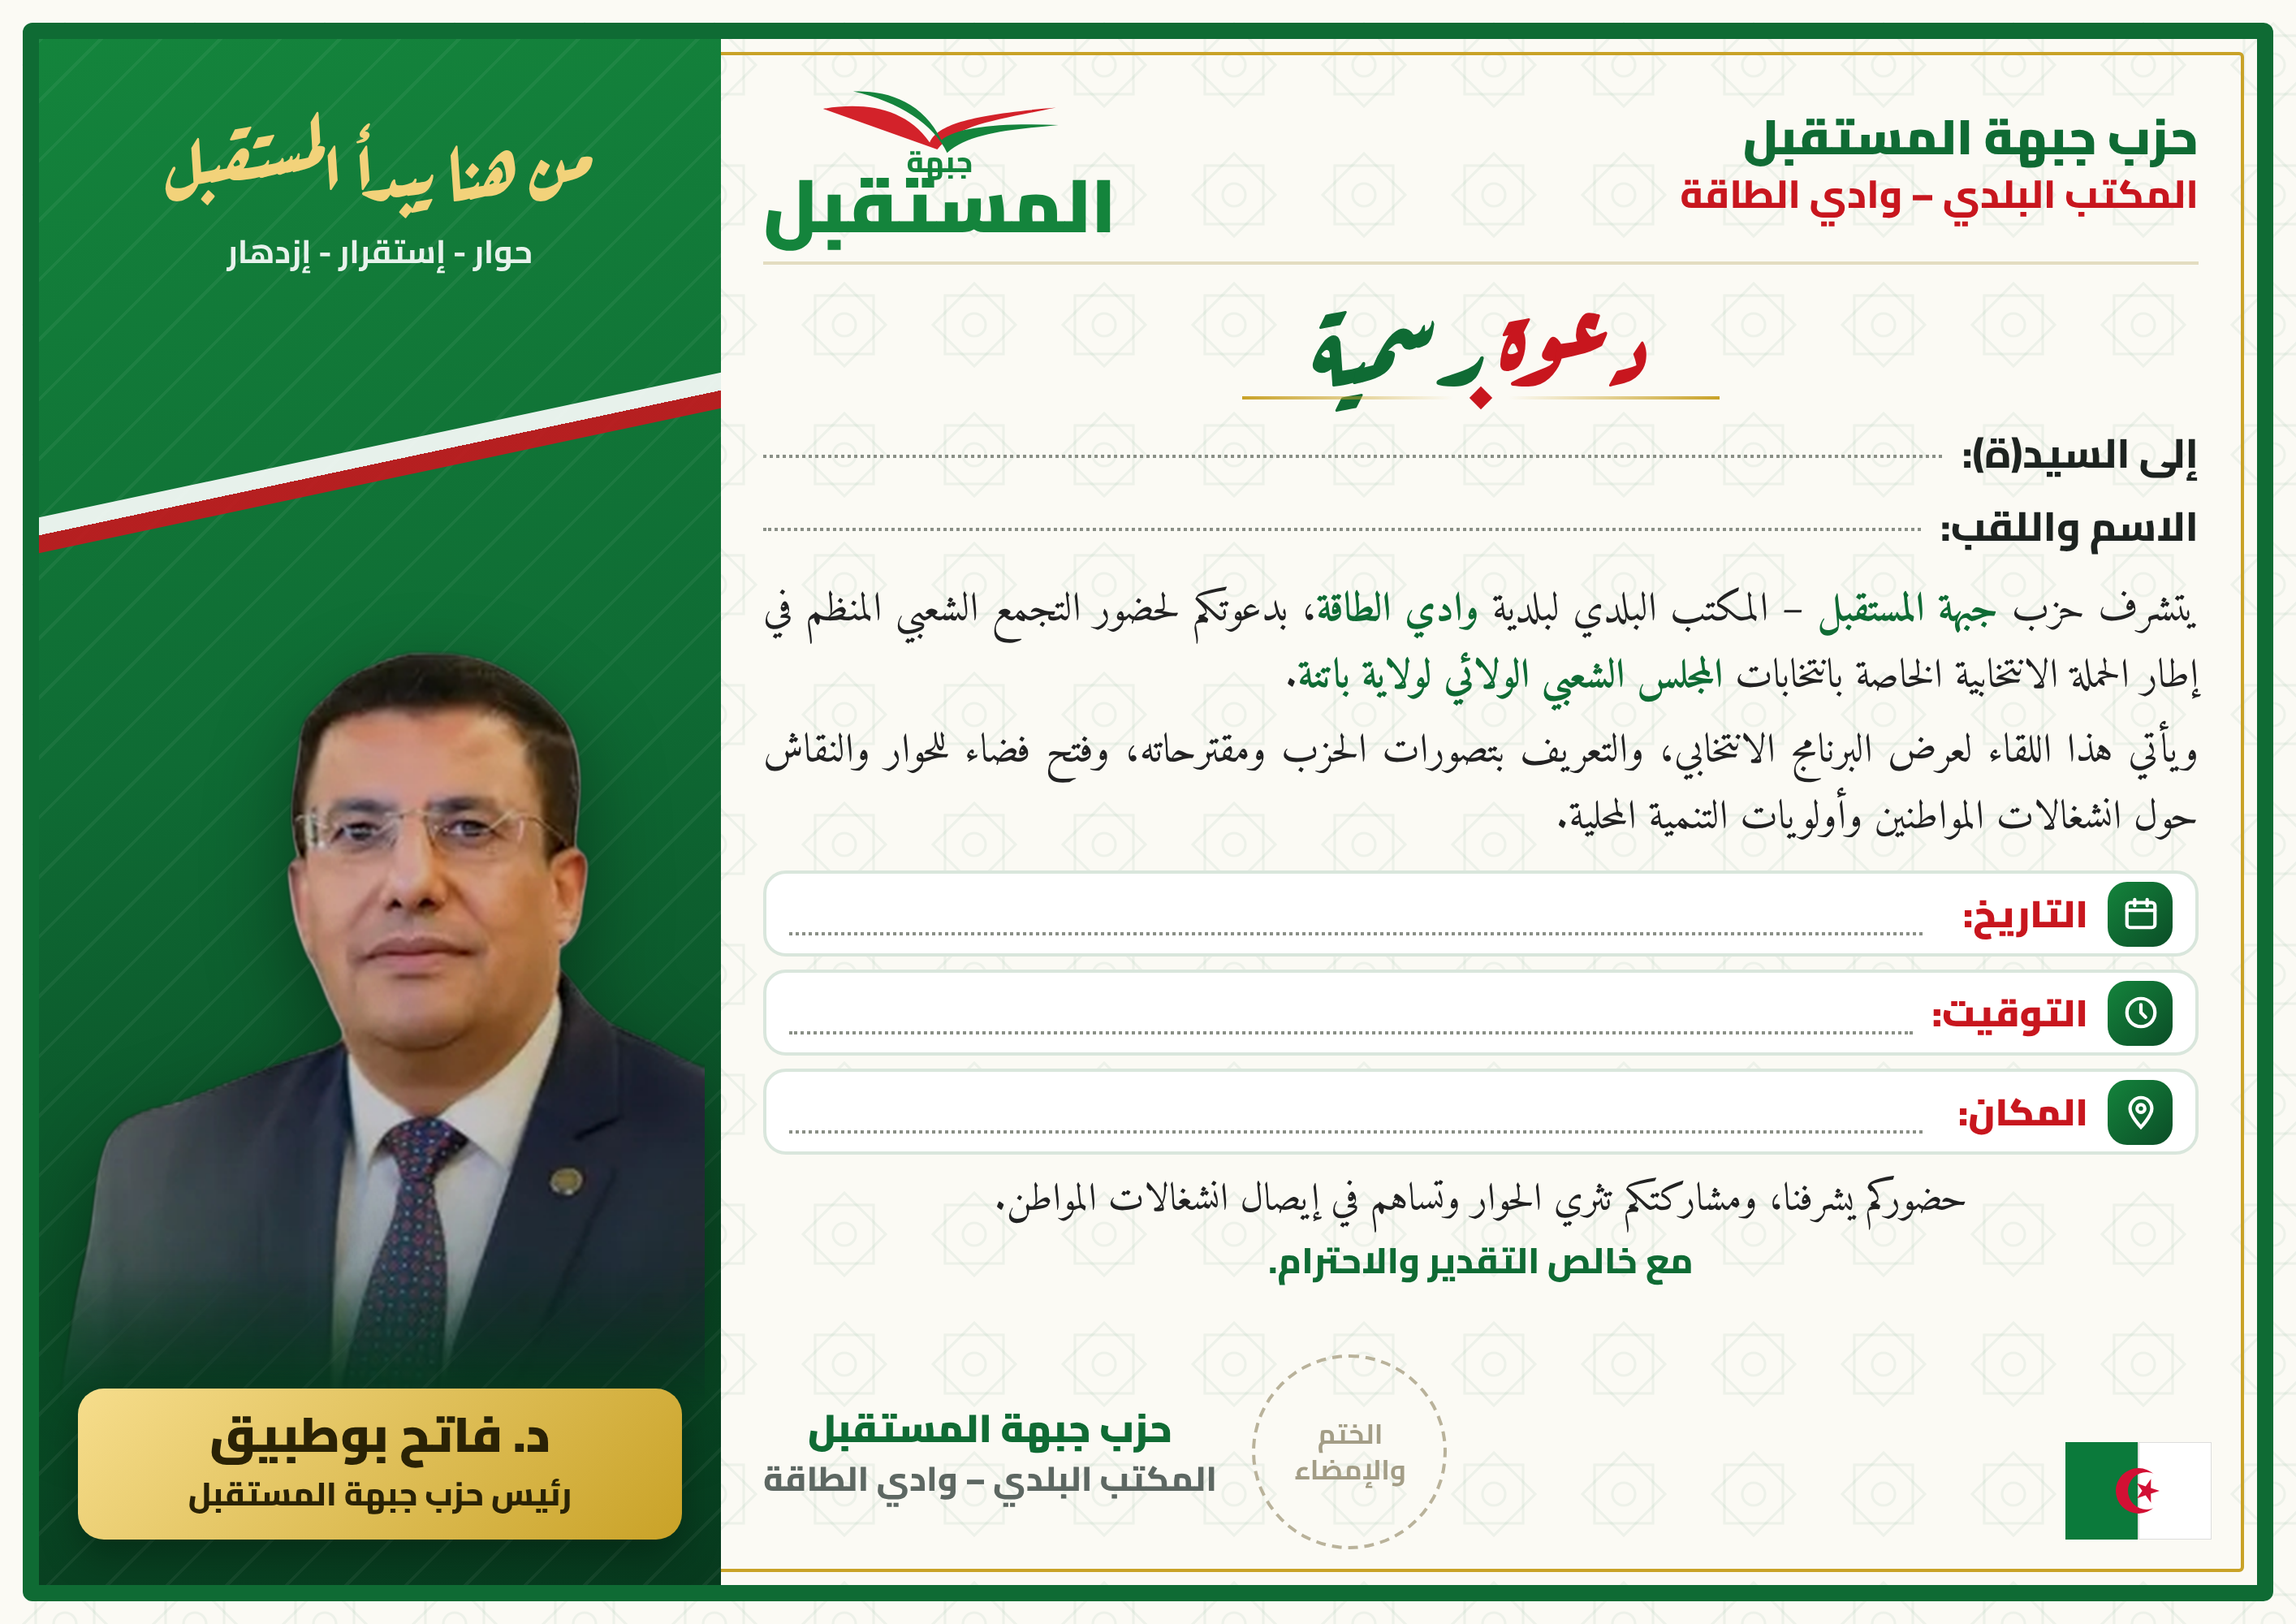 حزب جبهة المستقبل
المكتب البلدي – وادي الطاقة
جبهة
المستقبل
دعوة رسمية
إلى السيد(ة):
الاسم واللقب:
يتشرف حزب جبهة المستقبل – المكتب البلدي لبلدية وادي الطاقة، بدعوتكم لحضور التجمع الشعبي المنظم في
إطار الحملة الانتخابية الخاصة بانتخابات المجلس الشعبي الولائي لولاية باتنة.
ويأتي هذا اللقاء لعرض البرنامج الانتخابي، والتعريف بتصورات الحزب ومقترحاته، وفتح فضاء للحوار والنقاش
حول انشغالات المواطنين وأولويات التنمية المحلية.
التاريخ:
التوقيت:
المكان:
حضوركم يشرفنا، ومشاركتكم تثري الحوار وتساهم في إيصال انشغالات المواطن.
مع خالص التقدير والاحترام.
الختم
والإمضاء
حزب جبهة المستقبل
المكتب البلدي – وادي الطاقة
من هنا يبدأ المستقبل
حوار - إستقرار - إزدهار
د. فاتح بوطبيق
رئيس حزب جبهة المستقبل